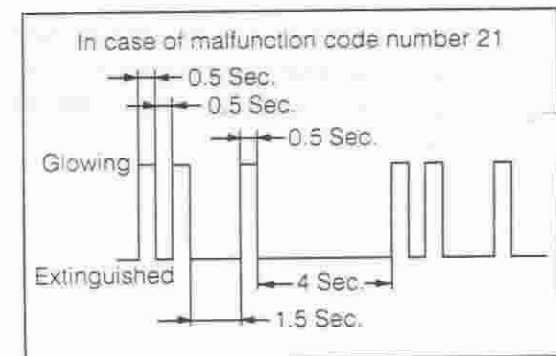 In case of malfunction code number 21
0.5 Sec.
0.5 Sec.
0.5 Sec.
Glowing
Extinguished
4 Sec.
1.5 Sec.